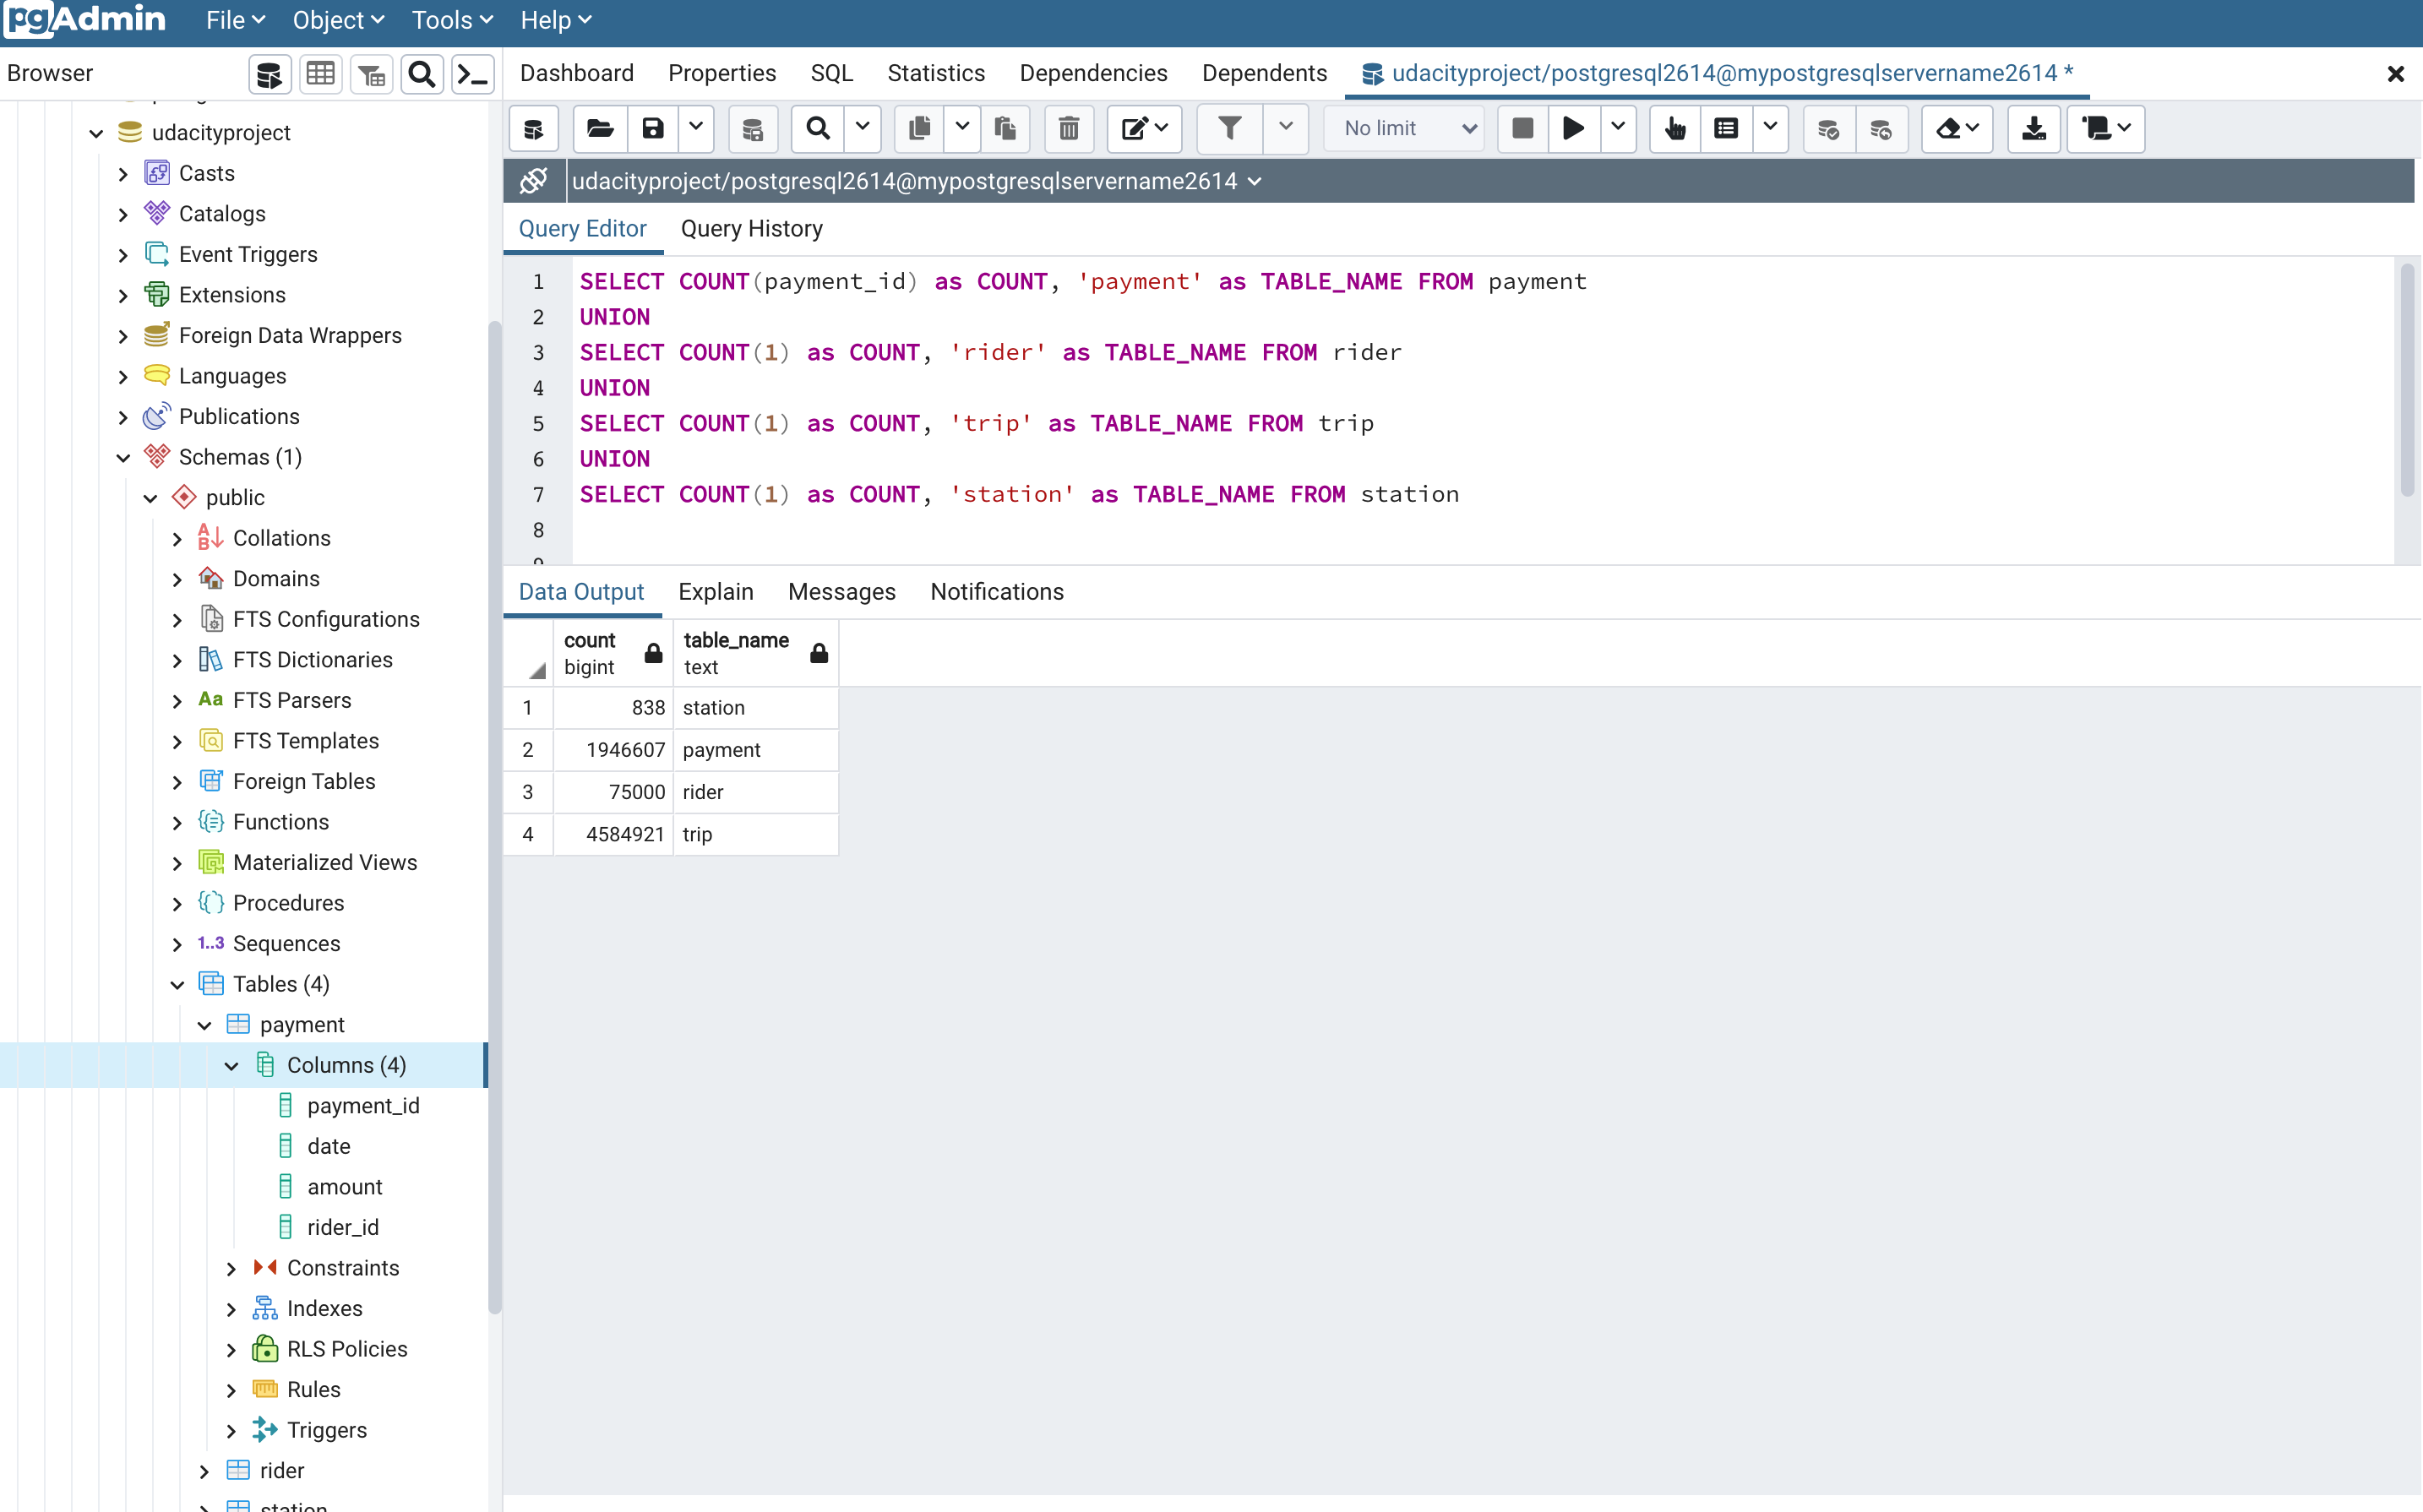 pgAdmin File Object Tools Help
Browser
Dashboard Properties SQL Statistics Dependencies Dependents udacityproject/postgresql2614@mypostgresqlservername2614 *
No limit
udacityproject/postgresql2614@mypostgresqlservername2614
Query Editor Query History
1 SELECT COUNT(payment_id) as COUNT, 'payment' as TABLE_NAME FROM payment
2 UNION
3 SELECT COUNT(1) as COUNT, 'rider' as TABLE_NAME FROM rider
4 UNION
5 SELECT COUNT(1) as COUNT, 'trip' as TABLE_NAME FROM trip
6 UNION
7 SELECT COUNT(1) as COUNT, 'station' as TABLE_NAME FROM station
8
9
Data Output Explain Messages Notifications
count table_name
bigint text
1 838 station
2 1946607 payment
3 75000 rider
4 4584921 trip
udacityproject
Casts
Catalogs
Event Triggers
Extensions
Foreign Data Wrappers
Languages
Publications
Schemas (1)
public
Collations
Domains
FTS Configurations
FTS Dictionaries
Aa FTS Parsers
FTS Templates
Foreign Tables
Functions
Materialized Views
Procedures
1..3 Sequences
Tables (4)
payment
Columns (4)
payment_id
date
amount
rider_id
Constraints
Indexes
RLS Policies
Rules
Triggers
rider
station